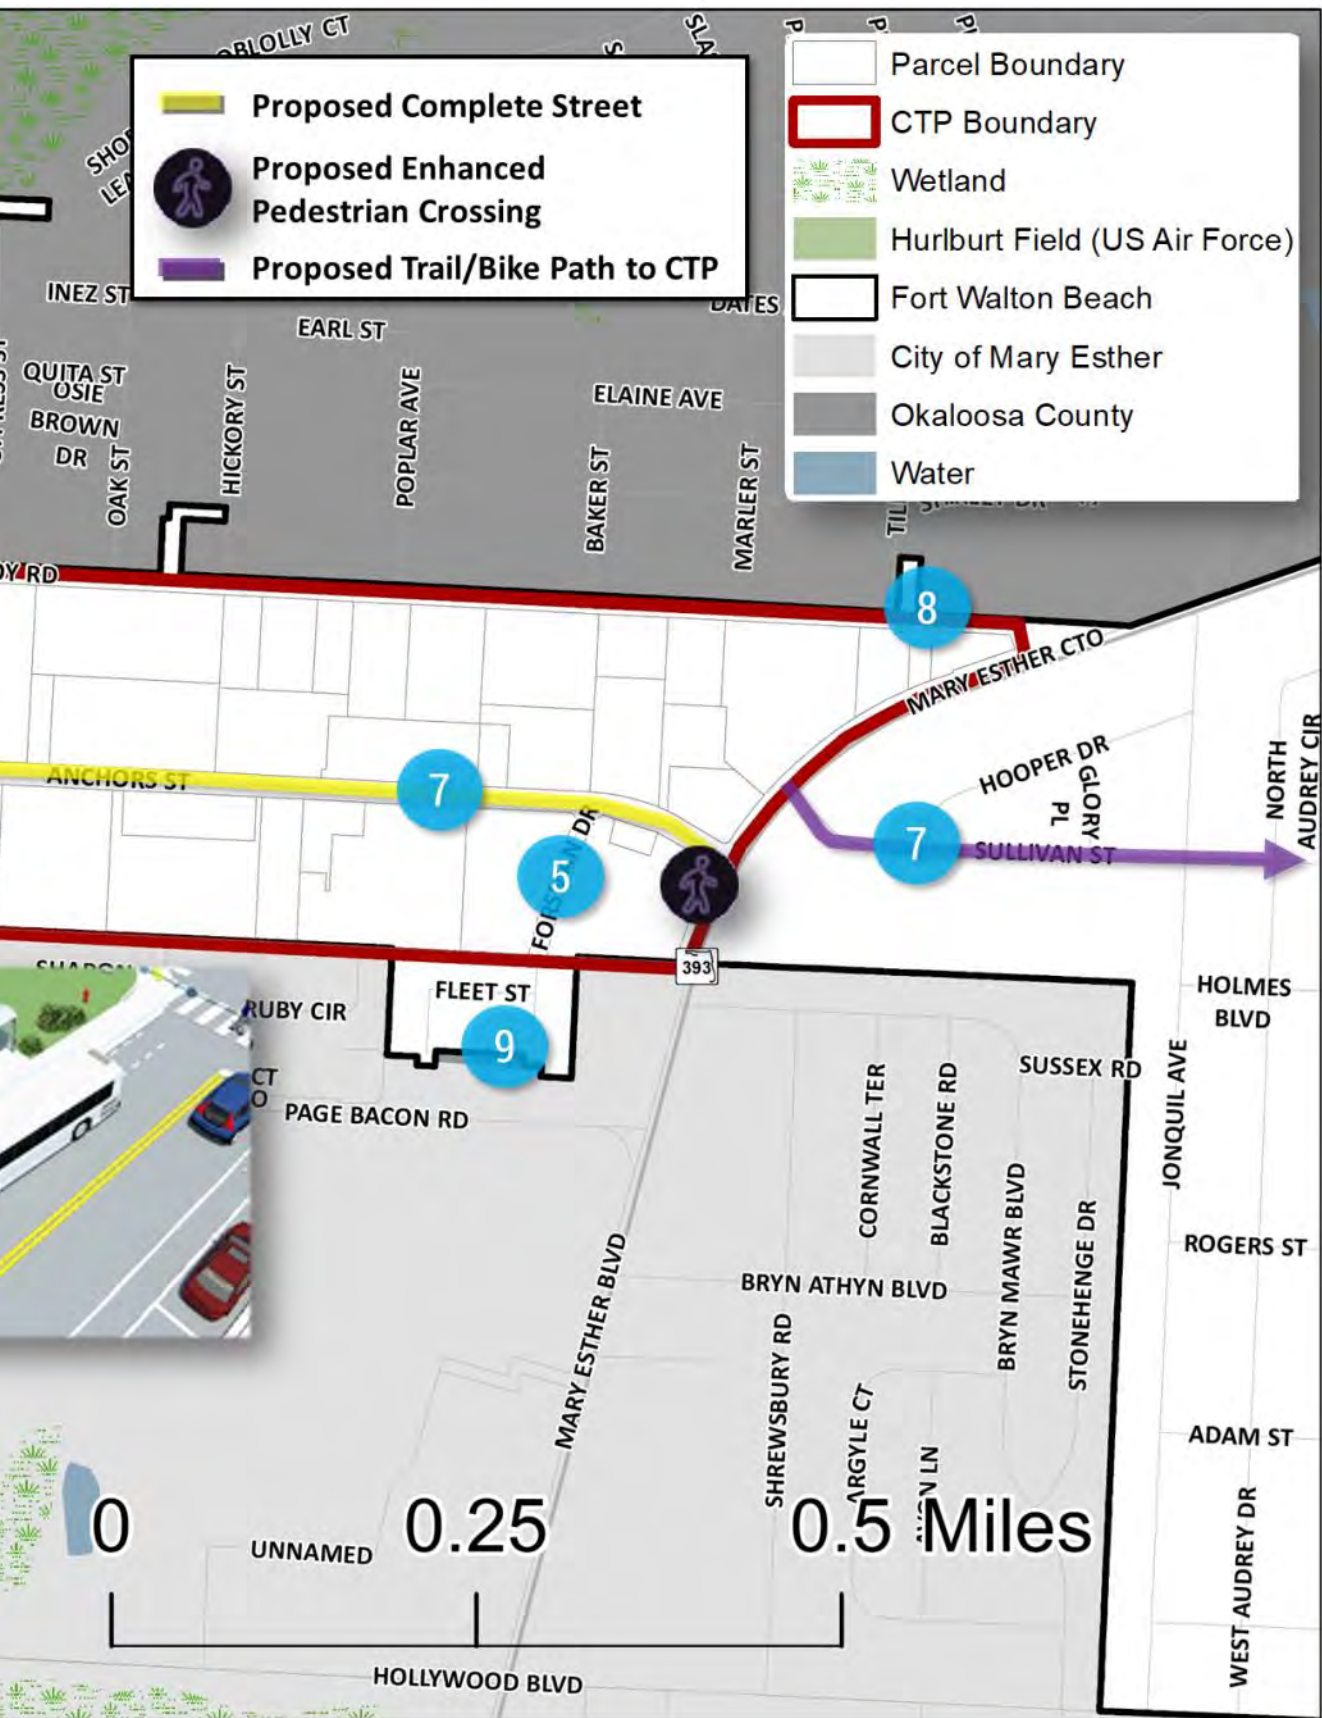 OBLOLLY CT
Proposed Complete Street
Proposed Enhanced
Pedestrian Crossing
Proposed Trail/Bike Path to CTP
Parcel Boundary
CTP Boundary
Wetland
Hurlburt Field (US Air Force)
Fort Walton Beach
City of Mary Esther
Okaloosa County
Water
INEZ ST
EARL ST
DATES
QUITA ST
OSIE
BROWN
DR
OAK ST
HICKORY ST
POPLAR AVE
ELAINE AVE
BAKER ST
MARLER ST
DY RD
8
MARY ESTHER CTO
ANCHORS ST
7
5
HOOPER DR
GLORY
PL
7
SULLIVAN ST
NORTH
AUDREY CIR
393
FLEET ST
9
RUBY CIR
CT
O
PAGE BACON RD
HOLMES
BLVD
SUSSEX RD
JONQUIL AVE
CORNWALL TER
BLACKSTONE RD
BRYN MAWR BLVD
STONEHENGE DR
ROGERS ST
BRYN ATHYN BLVD
MARY ESTHER BLVD
SHREWSBURY RD
ARGYLE CT
ADAM ST
WEST AUDREY DR
0 0.25 0.5 Miles
UNNAMED
HOLLYWOOD BLVD